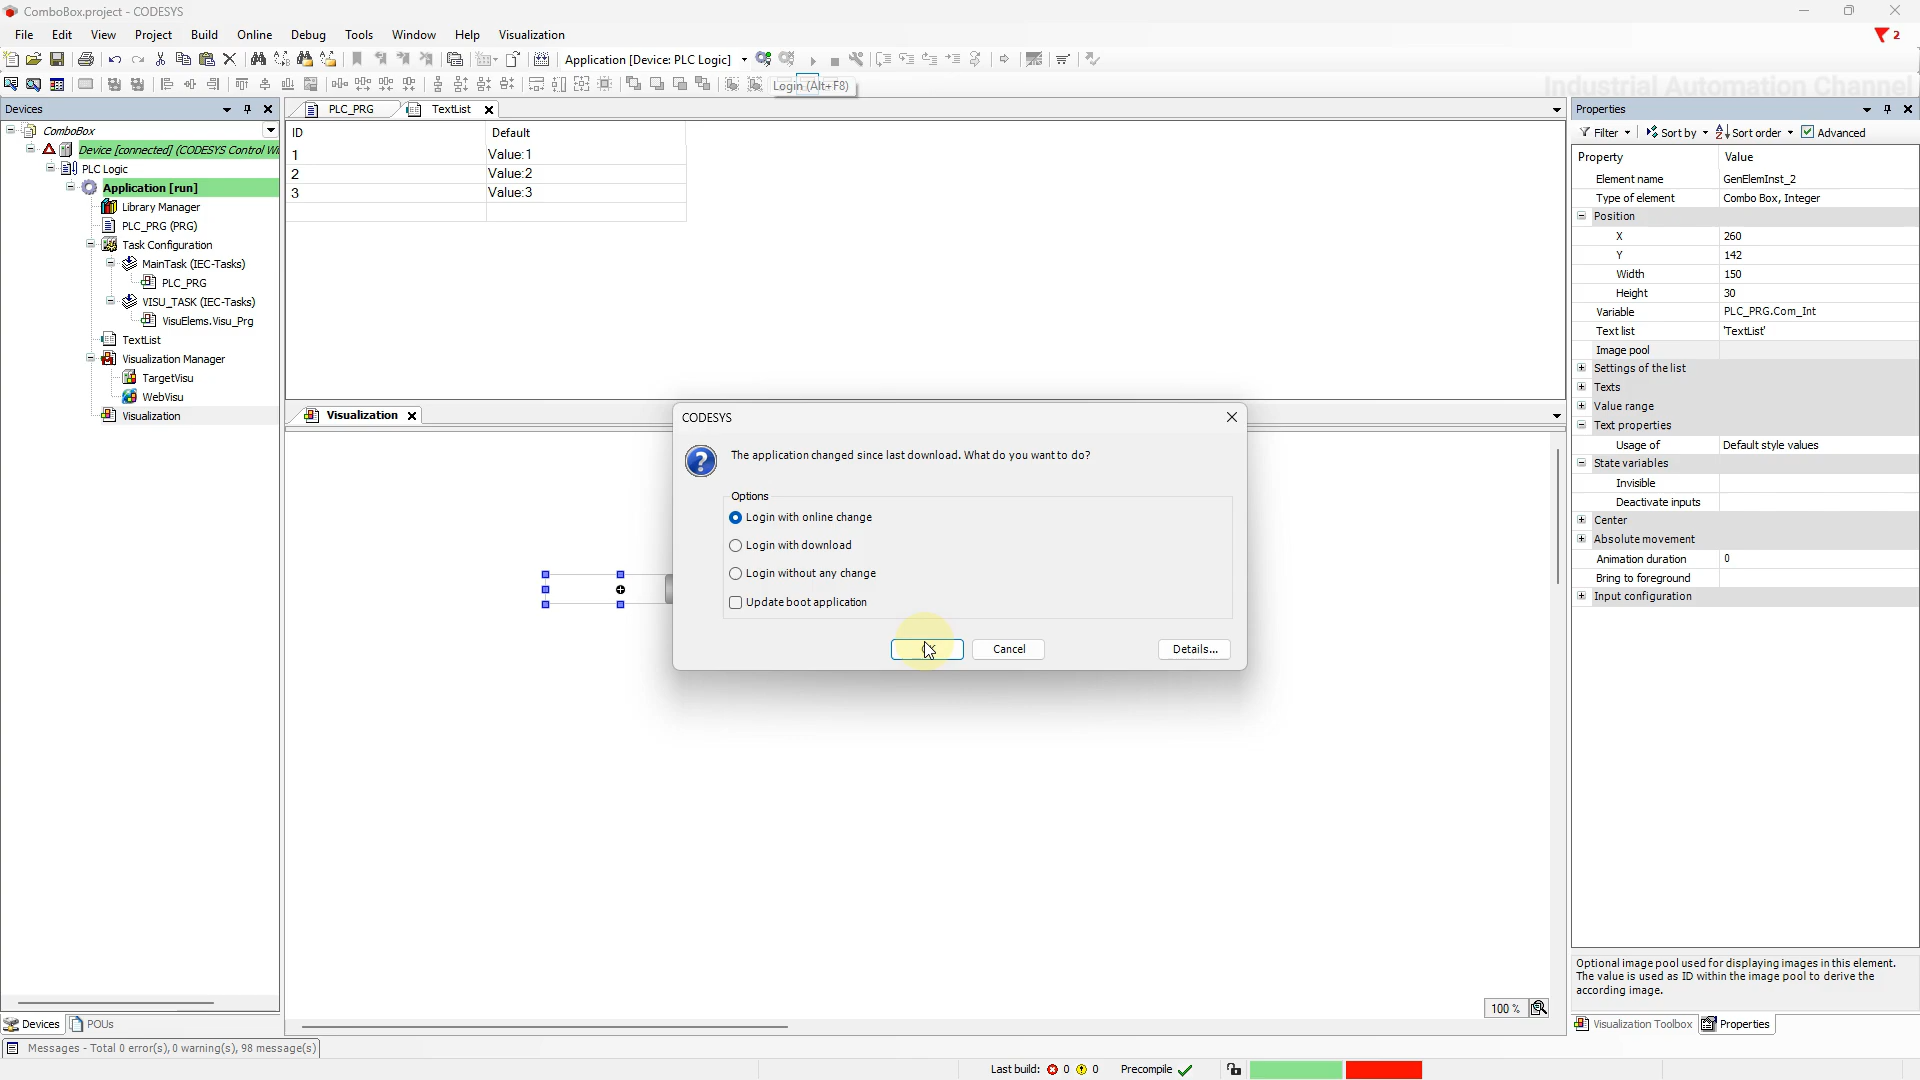 ComboBox.project - CODESYS
File Edit View Project Build Online Debug Tools Window Help Visualization
2
Application [Device: PLC Logic]
Login (Alt+F8)
Industrial Automation Channel
Devices
ComboBox
Device [connected] (CODESYS Control Wi
PLC Logic
Application [run]
Library Manager
PLC_PRG (PRG)
Task Configuration
MainTask (IEC-Tasks)
PLC_PRG
VISU_TASK (IEC-Tasks)
VisuElems.Visu_Prg
TextList
Visualization Manager
TargetVisu
WebVisu
Visualization
Devices POUs
PLC_PRG TextList
ID Default
1 Value:1
2 Value:2
3 Value:3
Visualization
CODESYS
The application changed since last download. What do you want to do?
Options
Login with online change
Login with download
Login without any change
Update boot application
Cancel Details...
100 %
Properties
Filter Sort by Sort order Advanced
Property Value
Element name GenElemInst_2
Type of element Combo Box, Integer
Position
X 260
Y 142
Width 150
Height 30
Variable PLC_PRG.Com_Int
Text list 'TextList'
Image pool
Settings of the list
Texts
Value range
Text properties
Usage of Default style values
State variables
Invisible
Deactivate inputs
Center
Absolute movement
Animation duration 0
Bring to foreground
Input configuration
Optional image pool used for displaying images in this element.
The value is used as ID within the image pool to derive the
according image.
Visualization Toolbox Properties
Messages - Total 0 error(s), 0 warning(s), 98 message(s)
Last build: 0 0 Precompile